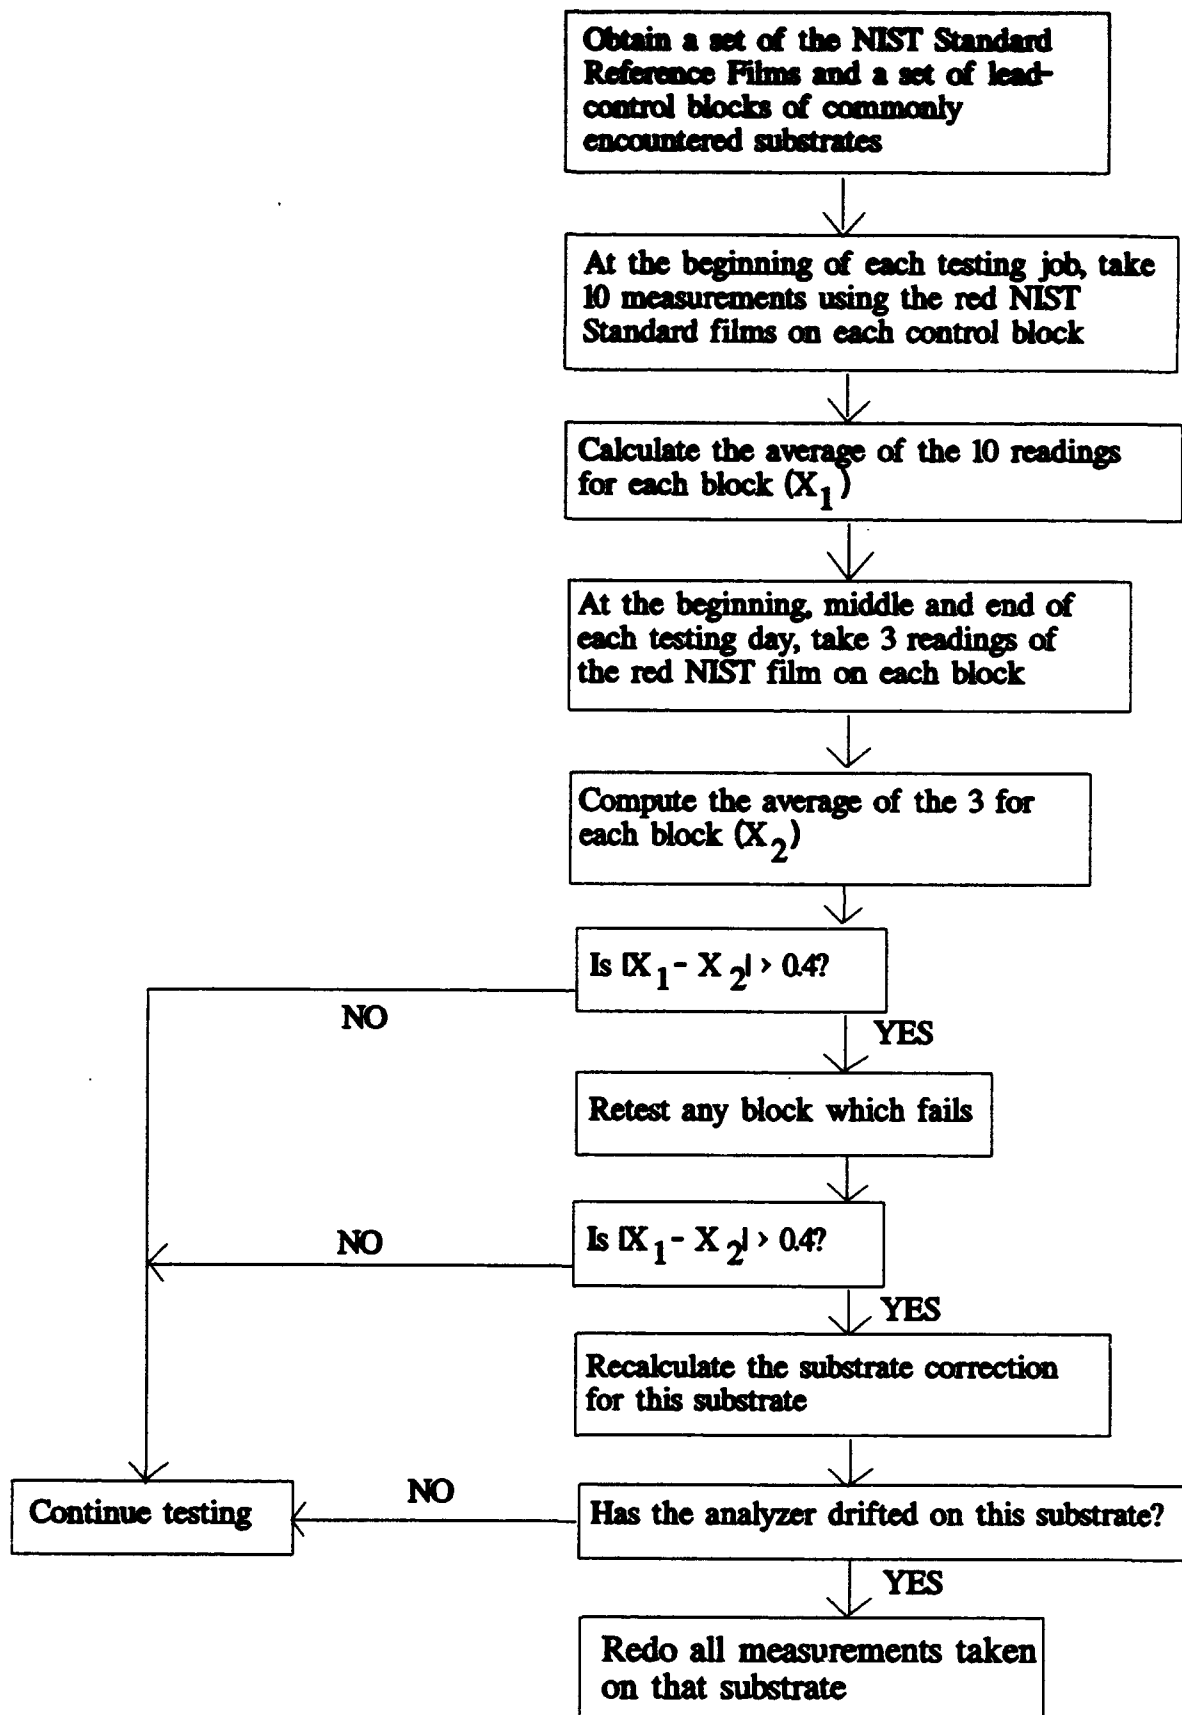 Obtain a set of the NIST Standard
Reference Films and a set of lead-
control blocks of commonly
encountered substrates
At the beginning of each testing job, take
10 measurements using the red NIST
Standard films on each control block
Calculate the average of the 10 readings
for each block (X₁)
At the beginning, middle and end of
each testing day, take 3 readings of
the red NIST film on each block
Compute the average of the 3 for
each block (X₂)
Is |X₁ - X₂| > 0.4?
NO
YES
Retest any block which fails
Is |X₁ - X₂| > 0.4?
NO
YES
Recalculate the substrate correction
for this substrate
Has the analyzer drifted on this substrate?
NO
Continue testing
YES
Redo all measurements taken
on that substrate